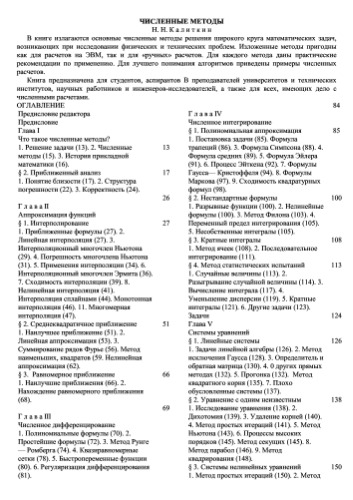 ЧИСЛЕННЫЕ МЕТОДЫ
Н. Н. Калиткин
В книге излагаются основные численные методы решения широкого круга математических задач,
возникающих при исследовании физических и технических проблем. Изложенные методы пригодны
как для расчетов на ЭВМ, так и для «ручных» расчетов. Для каждого метода даны практические
рекомендации по применению. Для лучшего понимания алгоритмов приведены примеры численных
расчетов.
Книга предназначена для студентов, аспирантов В преподавателей университетов и технических
институтов, научных работников и инженеров-исследователей, а также для всех, имеющих дело с
численными расчетами.
ОГЛАВЛЕНИЕ
Предисловие редактора
Предисловие
Глава I
Что такое численные методы?
1. Решение задачи (13). 2. Численные 13
методы (15). 3. История прикладной
математики (16).
§ 2. Приближенный анализ 17
1. Понятие близости (17). 2. Структура
погрешности (22). 3. Корректность (24).
26
Глава II
Аппроксимация функций
§ 1. Интерполирование 27
1. Приближенные формулы (27). 2.
Линейная интерполяция (27). 3.
Интерполяционный многочлен Ньютона
(29). 4. Погрешность многочлена Ньютона
(31). 5. Применения интерполяции (34). 6.
Интерполяционный многочлен Эрмита (36).
7. Сходимость интерполяции (39). 8.
Нелинейная интерполяция (41).
Интерполяция сплайнами (44). Монотонная
интерполяция (46). 11. Многомерная
интерполяция (47).
§ 2. Среднеквадратичное приближение 51
1. Наилучшее приближение (51). 2.
Линейная аппроксимация (53). 3.
Суммирование рядов Фурье (56). Метод
наименьших, квадратов (59. Нелинейная
аппроксимация (62).
§ 3. Равномерное приближение 66
1. Наилучшие приближения (66). 2.
Нахождение равномерного приближения
(68).
69
Глава III
Численное дифференцирование
1. Полиномиальные формулы (70). 2.
Простейшие формулы (72). 3. Метод Рунге
— Ромберга (74). 4. Квазиравномерные
сетки (78). 5. Быстропеременные функции
(80). 6. Регуляризация дифференцирования
(81).
84
Глава IV
Численное интегрирование
§ 1. Полиномиальная аппроксимация 85
1. Постановка задачи (85). Формула
трапеций (86). 3. Формула Симпсона (88). 4.
Формула средних (89). 5. Формула Эйлера
(91). 6. Процесс Эйткена (92). 7. Формулы
Гаусса— Кристоффеля (94). 8. Формулы
Маркова (97). 9. Сходимость квадратурных
формул (98).
§ 2. Нестандартные формулы 100
1. Разрывные функции (100). 2. Нелинейные
формулы (100). 3. Метод Филона (103). 4.
Переменный предел интегрирования (105).
5. Несобственные интегралы (105).
§ 3. Кратные интегралы 108
1. Метод ячеек (108). 2. Последовательное
интегрирование (111).
§ 4. Метод статистических испытаний 113
1. Случайные величины (113). 2.
Разыгрывание случайной величины (114). 3.
Вычисление интеграла (117). 4.
Уменьшение дисперсии (119). 5. Кратные
интегралы (121). 6. Другие задачи (123).
Задачи 124
Глава V
Системы уравнений
§ 1. Линейные системы 126
1. Задачи линейной алгебры (126). 2. Метод
исключения Гаусса (128). 3. Определитель и
обратная матрица (130). 4. О других прямых
методах (132). 5. Прогонка (132). Метод
квадратного корня (135). 7. Плохо
обусловленные системы (137).
§ 2. Уравнение с одним неизвестным 138
1. Исследование уравнения (138). 2.
Дихотомия (139). 3. Удаление корней (140).
4. Метод простых итераций (141). 5. Метод
Ньютона (143). 6. Процессы высоких
порядков (145). Метод секущих (145). 8.
Метод парабол (146). 9. Метод
квадрирования (148).
§ 3. Системы нелинейных уравнений 150
1. Метод простых итераций (150). 2. Метод